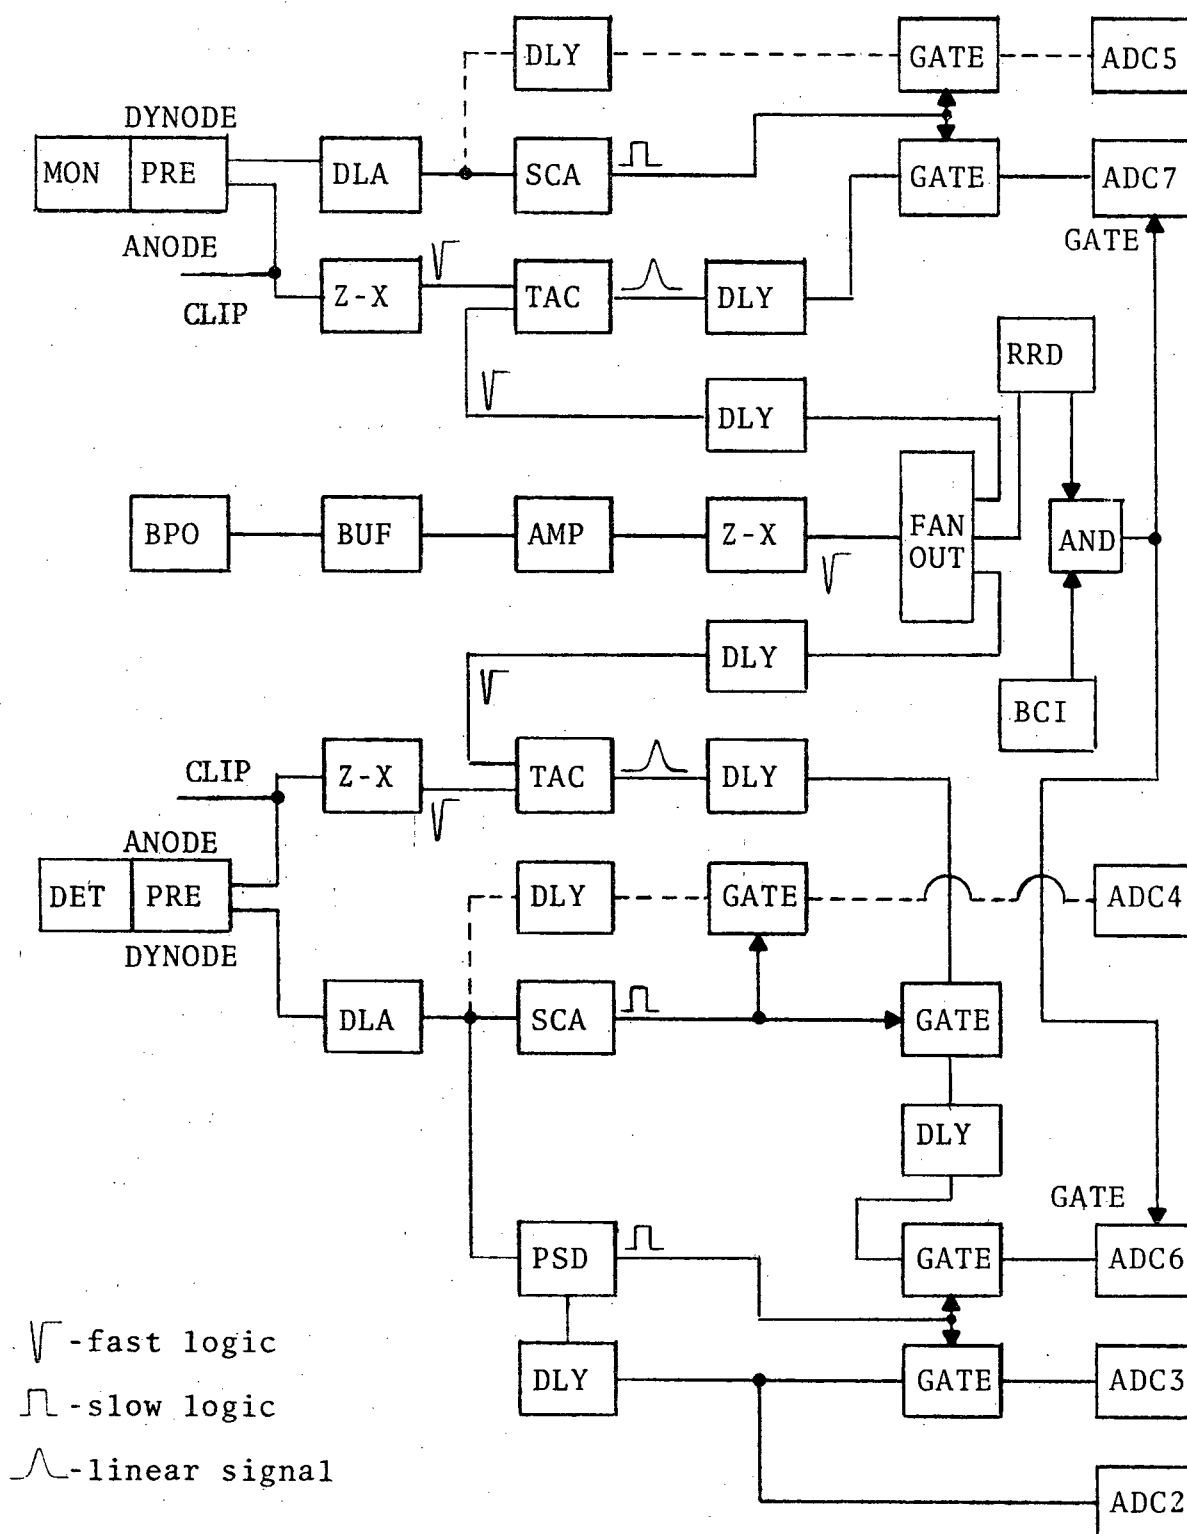 DLY GATE ADC5
DYNODE
MON PRE DLA SCA GATE ADC7
ANODE GATE
CLIP Z-X TAC DLY
RRD
DLY
BPO BUF AMP Z-X FAN OUT AND
DLY
BCI
CLIP Z-X TAC DLY
ANODE
DET PRE DLY GATE ADC4
DYNODE
DLA SCA GATE
DLY
GATE
PSD GATE ADC6
-fast logic
DLY GATE ADC3
-slow logic
-linear signal
ADC2